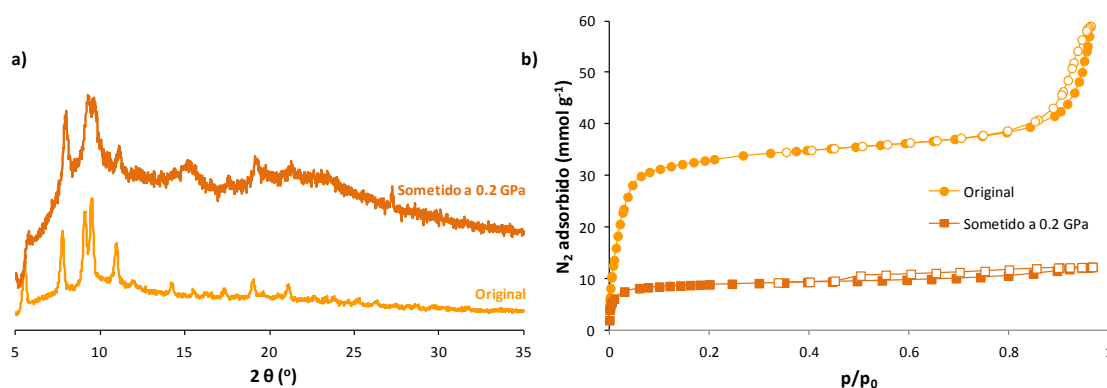 a)
Sometido a 0.2 GPa
Original
5 10 15 20 25 30 35
2 θ (º)
b)
N₂ adsorbido (mmol g⁻¹)
60
50
40
30
20
10
0
Original
Sometido a 0.2 GPa
0 0.2 0.4 0.6 0.8 1
p/p₀